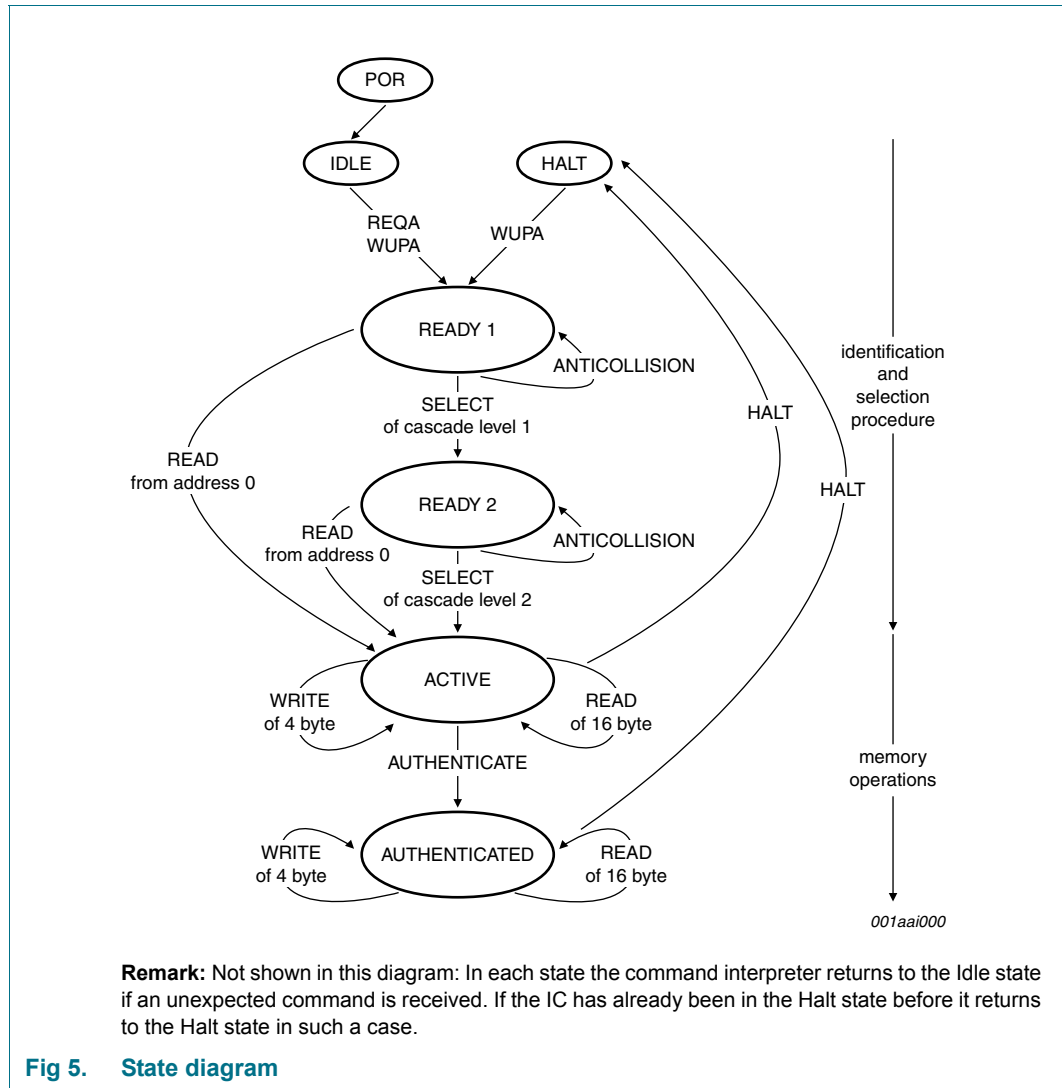 POR
IDLE
HALT
REQA
WUPA
WUPA
READY 1
ANTICOLLISION
identification
and
selection
procedure
SELECT
of cascade level 1
HALT
READ
from address 0
HALT
READY 2
READ
from address 0
ANTICOLLISION
SELECT
of cascade level 2
ACTIVE
WRITE
of 4 byte
READ
of 16 byte
AUTHENTICATE
memory
operations
WRITE
of 4 byte
AUTHENTICATED
READ
of 16 byte
001aai000
Remark: Not shown in this diagram: In each state the command interpreter returns to the Idle state
if an unexpected command is received. If the IC has already been in the Halt state before it returns
to the Halt state in such a case.
Fig 5. State diagram